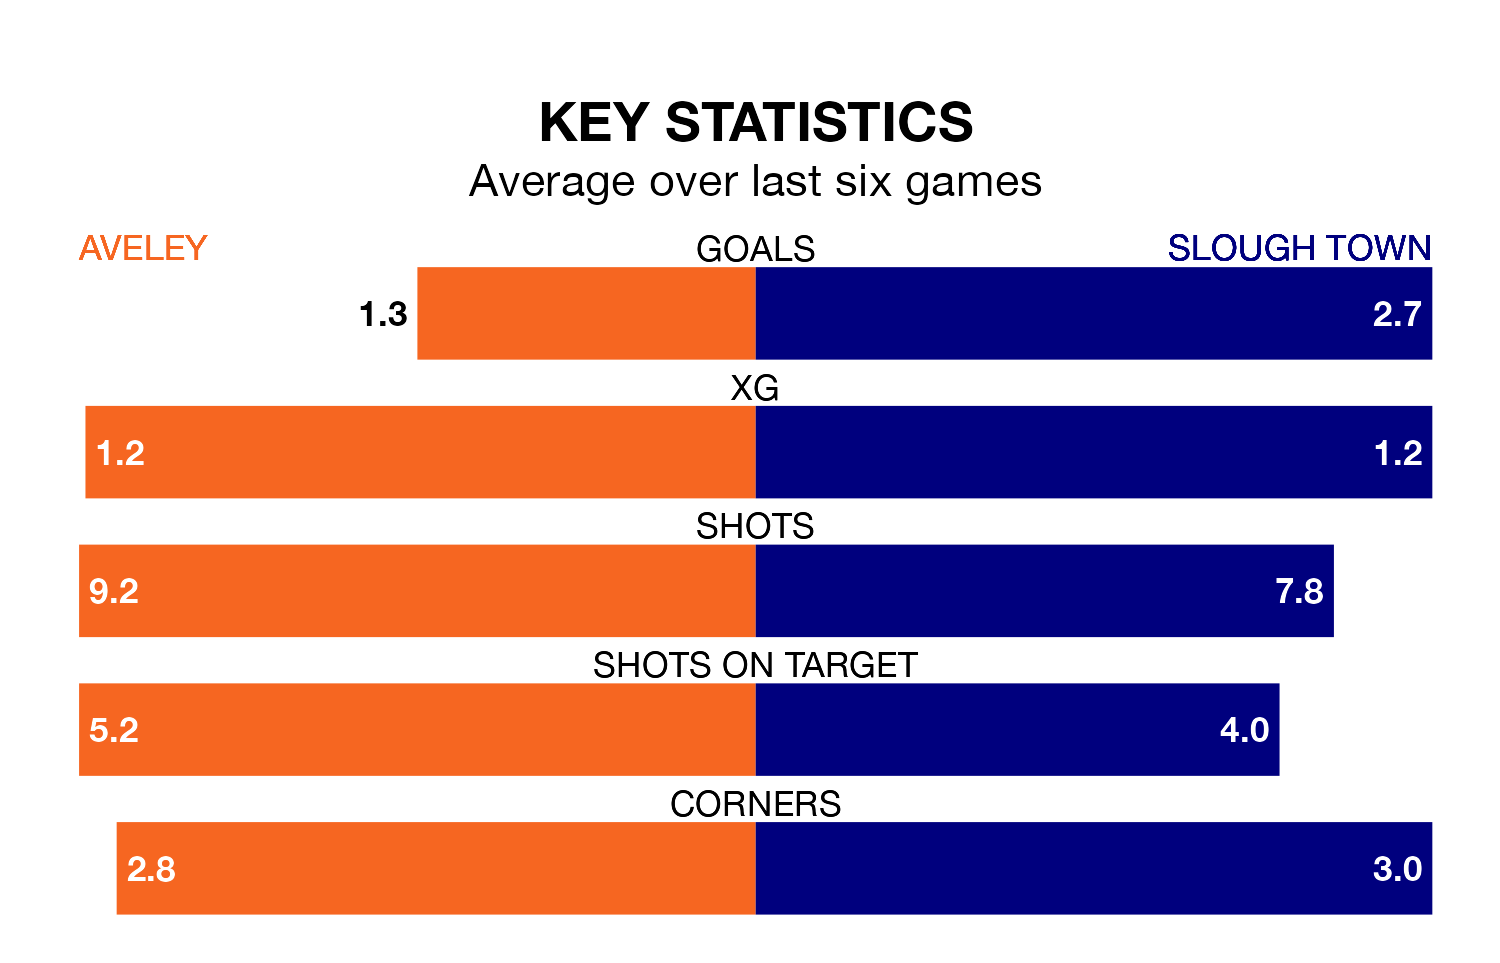 KEY STATISTICS
Average over last six games
AVELEY GOALS SLOUGH TOWN
1.3 2.7
XG
1.2 1.2
SHOTS
9.2 7.8
SHOTS ON TARGET
5.2 4.0
CORNERS
2.8 3.0